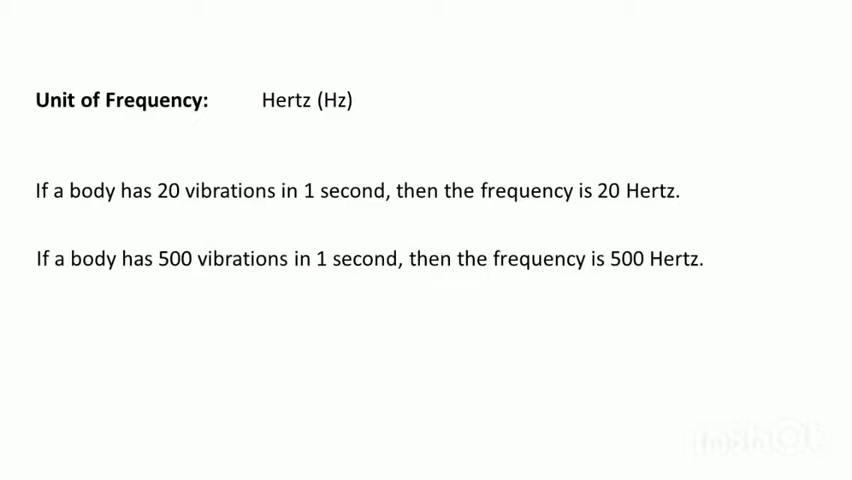 Unit of Frequency: Hertz (Hz)
If a body has 20 vibrations in 1 second, then the frequency is 20 Hertz.
If a body has 500 vibrations in 1 second, then the frequency is 500 Hertz.
InShot